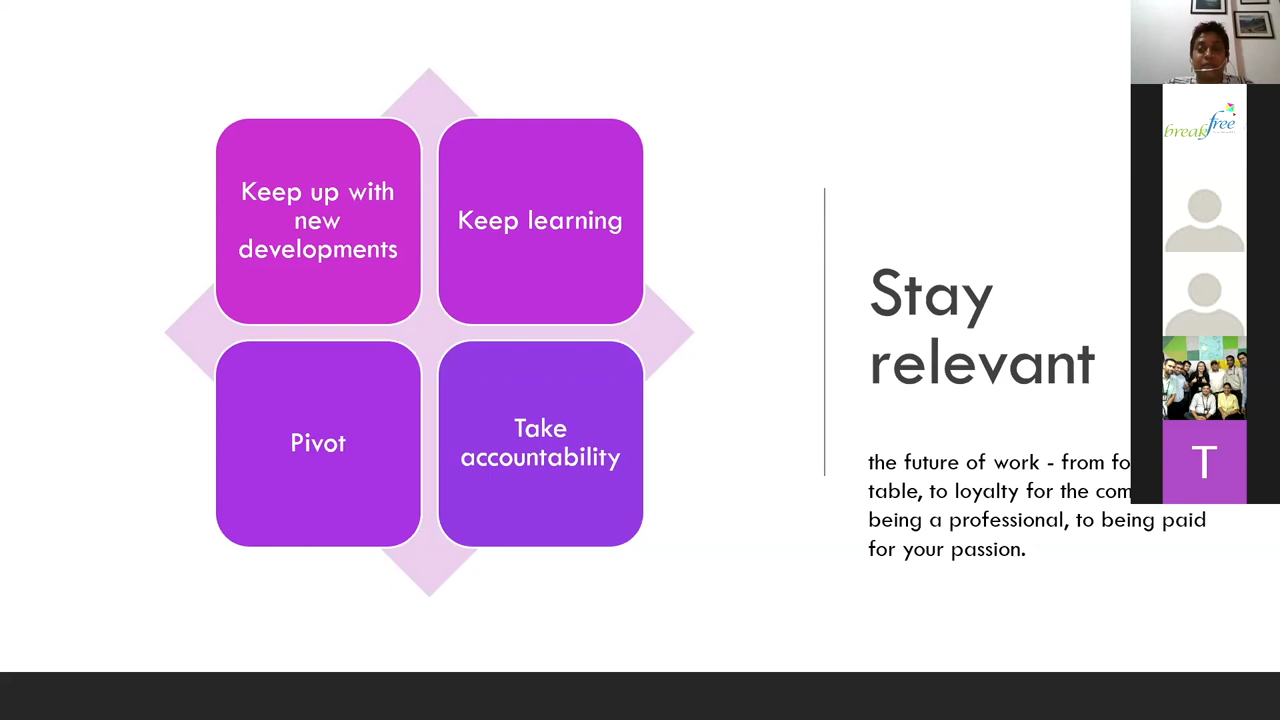 Keep up with
new
developments
Keep learning
Pivot
Take
accountability
Stay
relevant
the future of work - from
table, to loyalty for the
being a professional, to being paid
for your passion.
breakfree
T